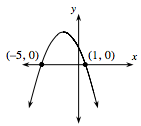 y
(–5, 0)
(1, 0)
x